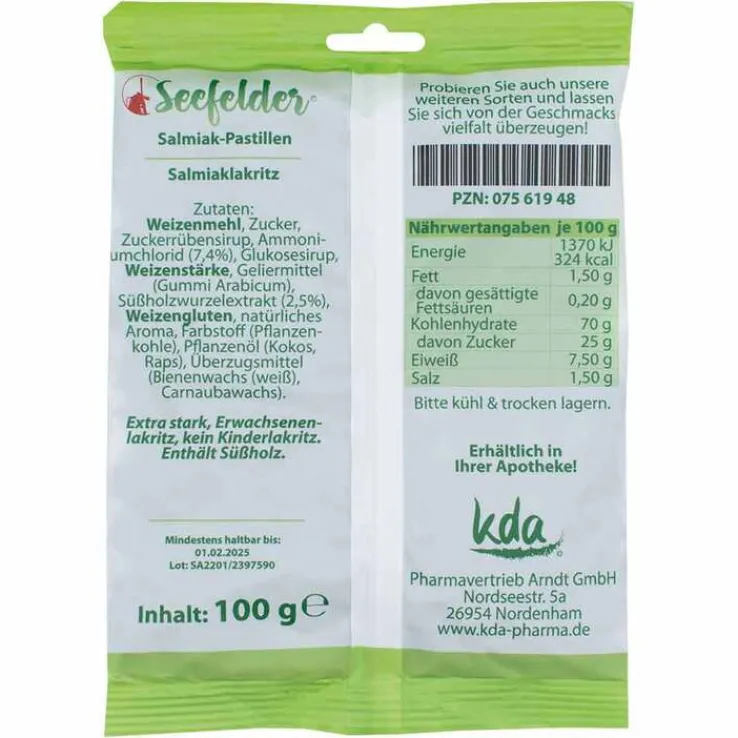 Seefelder
Salmiak-Pastillen
Salmiaklakritz
Zutaten:
Weizenmehl, Zucker,
Zuckerrübensirup, Ammoni-
umchlorid (7,4%), Glukosesirup,
Weizenstärke, Geliermittel
(Gummi Arabicum),
Süßholzwurzelextrakt (2,5%),
Weizengluten, natürliches
Aroma, Farbstoff (Pflanzen-
kohle), Pflanzenöl (Kokos,
Raps), Überzugsmittel
(Bienenwachs (weiß),
Carnaubawachs).
Extra stark, Erwachsenen-
lakritz, kein Kinderlakritz.
Enthält Süßholz.
Mindestens haltbar bis:
01.02.2025
Lot: SA2201/2397590
Inhalt: 100 g ℮
Probieren Sie auch unsere
weiteren Sorten und lassen
Sie sich von der Geschmacks
vielfalt überzeugen!
PZN: 075 619 48
Nährwertangaben je 100 g
Energie 1370 kJ
324 kcal
Fett 1,50 g
davon gesättigte
Fettsäuren 0,20 g
Kohlenhydrate 70 g
davon Zucker 25 g
Eiweiß 7,50 g
Salz 1,50 g
Bitte kühl & trocken lagern.
Erhältlich in
Ihrer Apotheke!
kda
Pharmavertrieb Arndt GmbH
Nordseestr. 5a
26954 Nordenham
www.kda-pharma.de